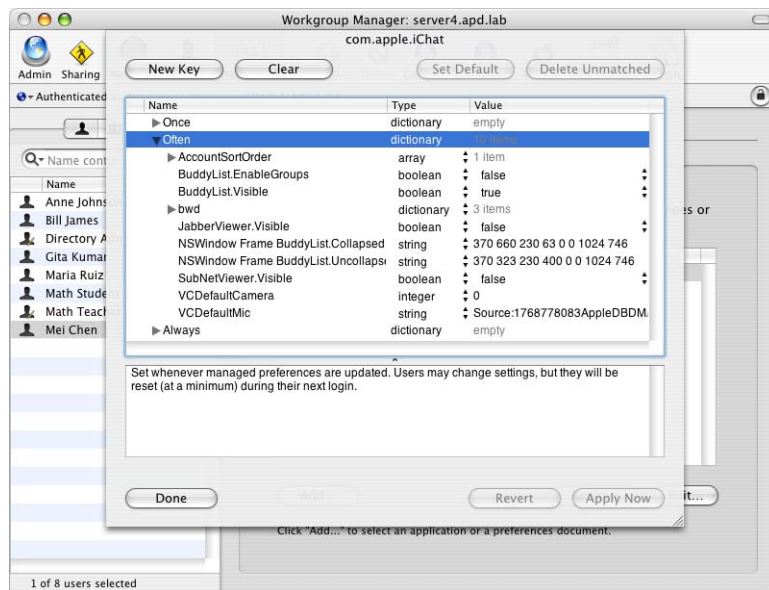 Workgroup Manager: server4.apd.lab
com.apple.iChat
Admin Sharing
New Key Clear Set Default Delete Unmatched
Authenticated
Name Type Value
Once dictionary empty
Often dictionary 10 items
AccountSortOrder array 1 item
BuddyList.EnableGroups boolean false
BuddyList.Visible boolean true
bwd dictionary 3 items
JabberViewer.Visible boolean false
NSWindow Frame BuddyList.Collapsed string 370 660 230 63 0 0 1024 746
NSWindow Frame BuddyList.Uncollapse string 370 323 230 400 0 0 1024 746
SubNetViewer.Visible boolean false
VCDefaultCamera integer 0
VCDefaultMic string Source:1768778083AppleDBDMA
Always dictionary empty
Name cont
Name
Anne Johns
Bill James
Directory A
Gita Kumar
Maria Ruiz
Math Stude
Math Teach
Mei Chen
es or
Set whenever managed preferences are updated. Users may change settings, but they will be
reset (at a minimum) during their next login.
Done Add... Revert Apply Now it...
Click "Add..." to select an application or a preferences document.
1 of 8 users selected